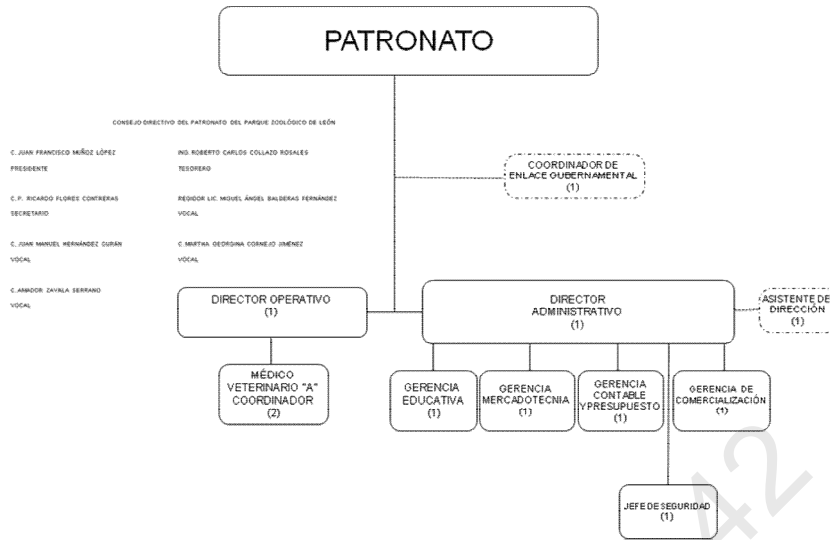 PATRONATO
CONSEJO DIRECTIVO DEL PATRONATO DEL PARQUE ZOOLÓGICO DE LEÓN
C. JUAN FRANCISCO MUÑOZ LÓPEZ
PRESIDENTE
ING. ROBERTO CARLOS COLLAZO ROSALES
TESORERO
C. P. RICARDO FLORES CONTRERAS
SECRETARIO
REGIDOR LIC. MIGUEL ÁNGEL BALDERAS FERNÁNDEZ
VOCAL
C. JUAN MANUEL HERNÁNDEZ DURÁN
VOCAL
C. MARTHA GEORGINA CORNEJO JIMÉNEZ
VOCAL
C. AMADOR ZAVALA SERRANO
VOCAL
COORDINADOR DE
ENLACE GUBERNAMENTAL
(1)
DIRECTOR OPERATIVO
(1)
DIRECTOR
ADMINISTRATIVO
(1)
ASISTENTE DE
DIRECCIÓN
(1)
MÉDICO
VETERINARIO "A"
COORDINADOR
(2)
GERENCIA
EDUCATIVA
(1)
GERENCIA
MERCADOTECNIA
(1)
GERENCIA
CONTABLE
YPRESUPUESTO
(1)
GERENCIA DE
COMERCIALIZACIÓN
(1)
JEFE DE SEGURIDAD
(1)
42